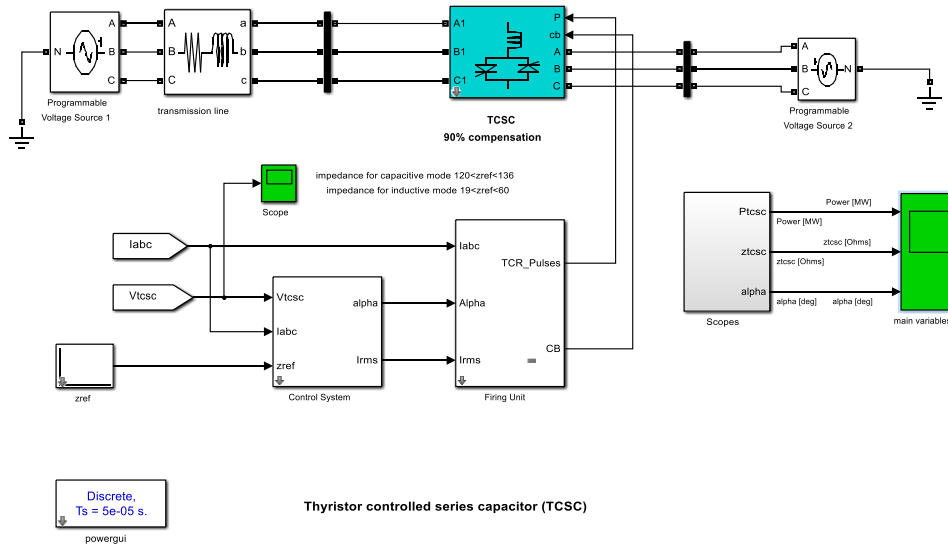 N
A
B
C
Programmable
Voltage Source 1
A
B
C
a
b
c
transmission line
A1
B1
C1
P
cb
A
B
C
TCSC
90% compensation
A
B
C
N
Programmable
Voltage Source 2
Scope
impedance for capacitive mode 120<zref<136
impedance for inductive mode 19<zref<60
Iabc
Vtcsc
zref
Vtcsc
Iabc
zref
alpha
Irms
Control System
Iabc
Alpha
Irms
TCR_Pulses
CB
Firing Unit
Ptcsc
ztcsc
alpha
Scopes
Power [MW]
Power [MW]
ztcsc [Ohms]
ztcsc [Ohms]
alpha [deg]
alpha [deg]
main variables
Discrete,
Ts = 5e-05 s.
powergui
Thyristor controlled series capacitor (TCSC)